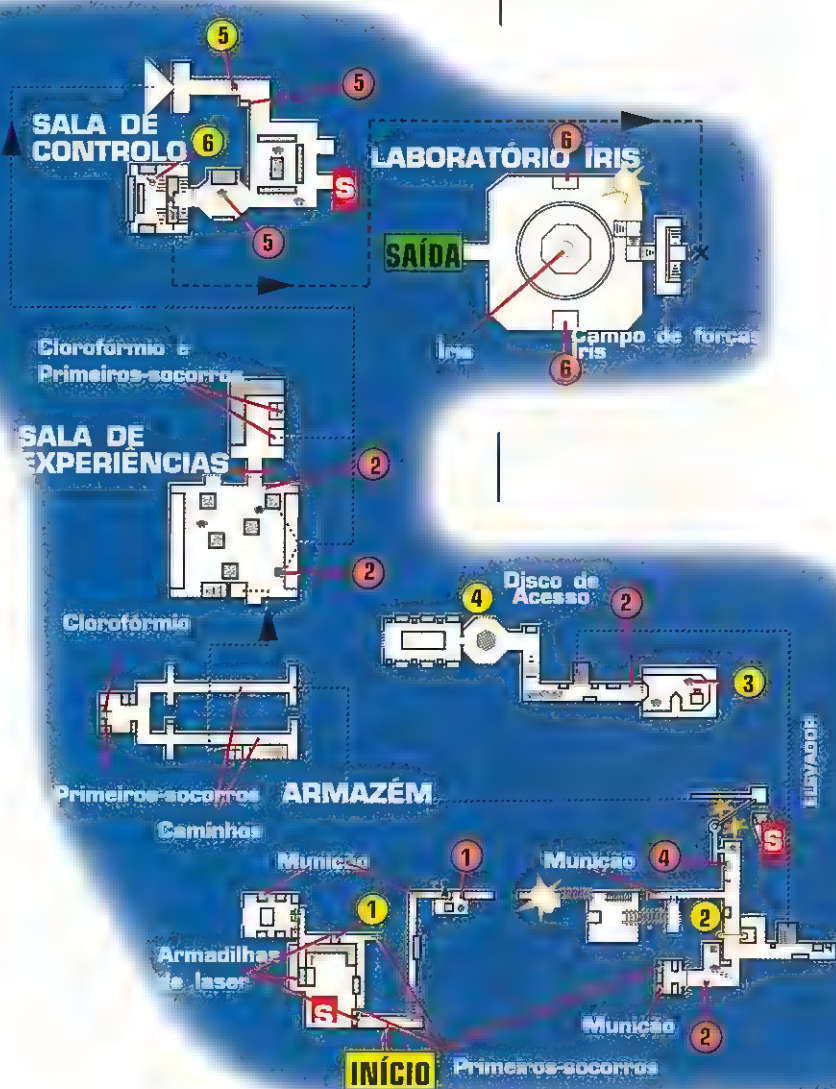 5
5
SALA DE
CONTROLO
6
6
LABORATÓRIO ÍRIS
S
5
SAÍDA
Íris
Campo de forças
Íris
6
Clorofórmio e
Primeiros-socorros
SALA DE
EXPERIÊNCIAS
2
2
Clorofórmio
4
Disco de
Acesso
2
3
ELEVADOR
Primeiros-socorros
ARMAZÉM
Caminhos
S
Munição
1
Munição
4
1
2
Armadilhas
de laser
S
Munição
2
INÍCIO
Primeiros-socorros